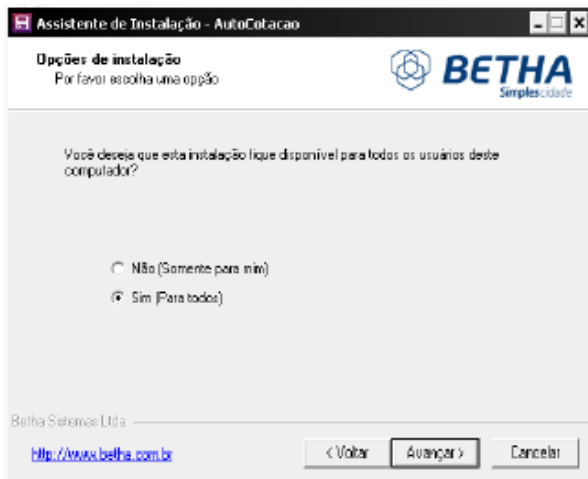 Assistente de Instalação - AutoCotacao
Opções de instalação
Por favor escolha uma opção
BETHA
Simplescidade
Você deseja que esta instalação fique disponível para todos os usuários deste
computador?
Não (Somente para mim)
Sim (Para todos)
Betha Sistemas Ltda
http://www.betha.com.br
< Voltar
Avançar >
Cancelar